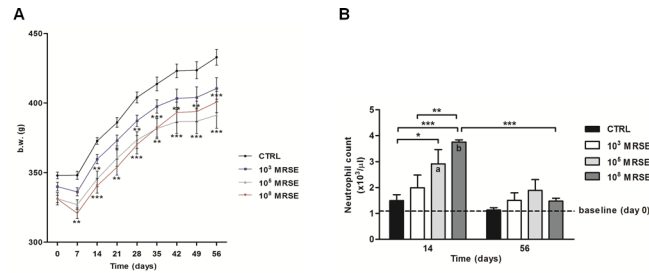 A
450
400
350
300
b.w. (g)
0 7 14 21 28 35 42 49 56
Time (days)
** *** ** * ** ** *** *** ** ** *** ** *** *** ***
CTRL
10³ MRSE
10⁵ MRSE
10⁸ MRSE
B
Neutrophil count
(x10³/µl)
5
4
3
2
1
0
**
***
***
*
a
b
baseline (day 0)
14 56
Time (days)
CTRL
10³ MRSE
10⁵ MRSE
10⁸ MRSE